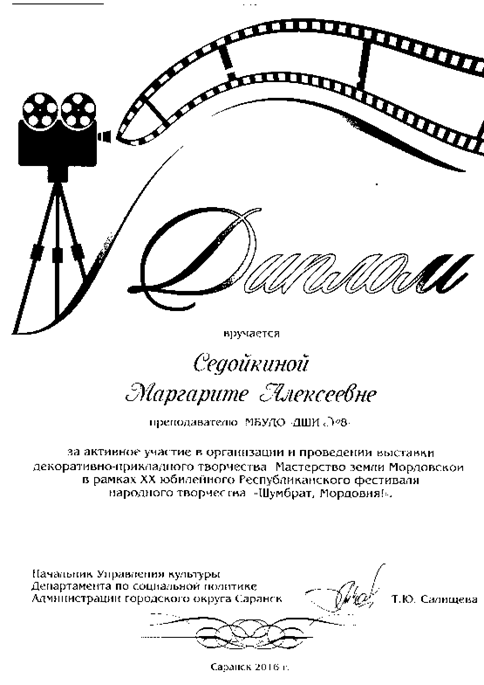 Диплом
вручается
Седойкиной
Маргарите Алексеевне
преподавателю МБУДО «ДШИ №8»
за активное участие в организации и проведении выставки
декоративно-прикладного творчества Мастерство земли Мордовской
в рамках XX юбилейного Республиканского фестиваля
народного творчества «Шумбрат, Мордовия!».
Начальник Управления культуры
Департамента по социальной политике
Администрации городского округа Саранск
Т.Ю. Салищева
Саранск 2016 г.